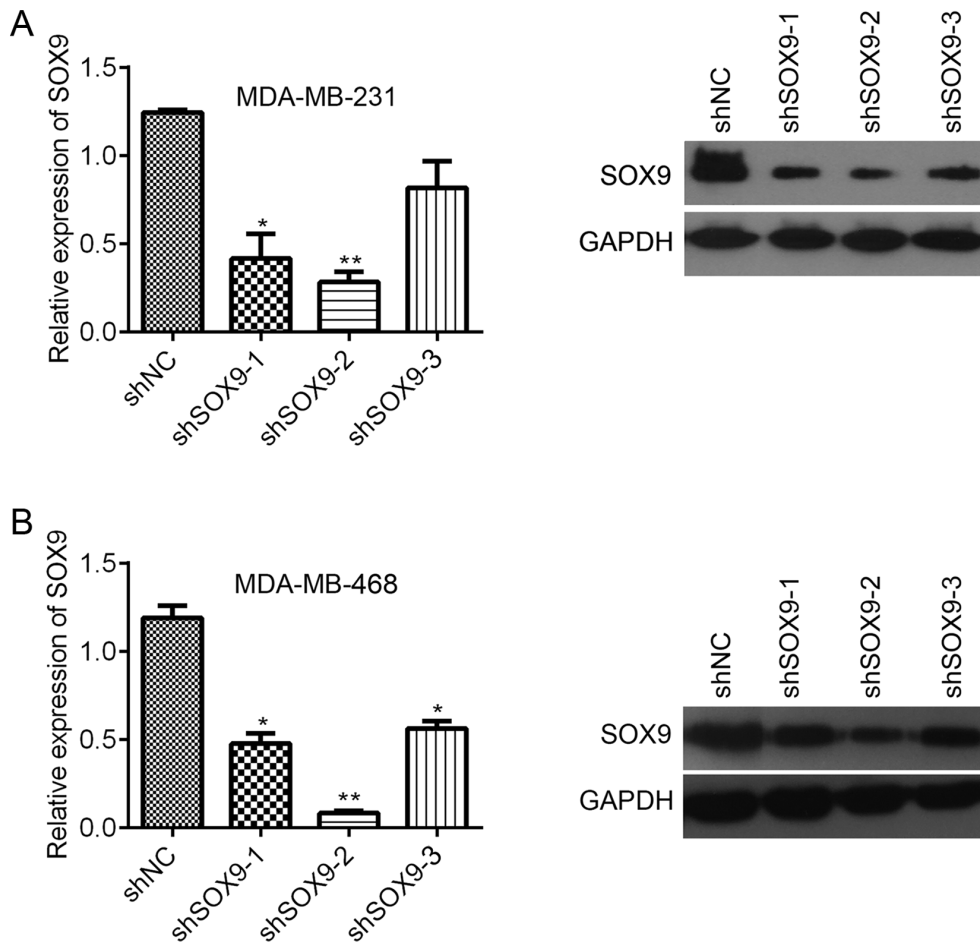 A
Relative expression of SOX9
1.5
1.0
0.5
0.0
MDA-MB-231
*
**
shNC
shSOX9-1
shSOX9-2
shSOX9-3
shNC
shSOX9-1
shSOX9-2
shSOX9-3
SOX9
GAPDH
B
Relative expression of SOX9
1.5
1.0
0.5
0.0
MDA-MB-468
*
**
*
shNC
shSOX9-1
shSOX9-2
shSOX9-3
shNC
shSOX9-1
shSOX9-2
shSOX9-3
SOX9
GAPDH